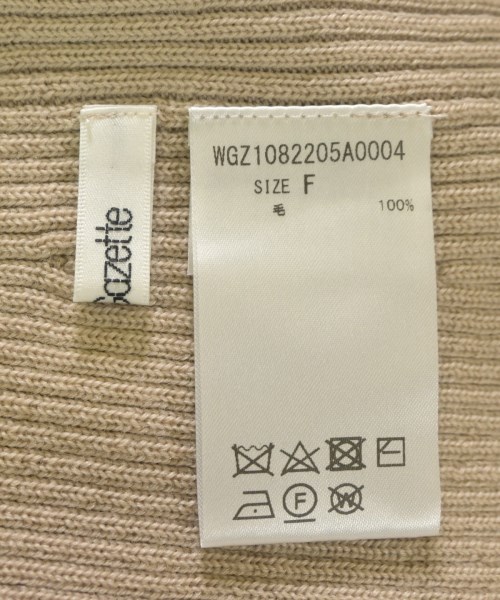 Gazette
WGZ1082205A0004
SIZE F
毛 100%
F
W